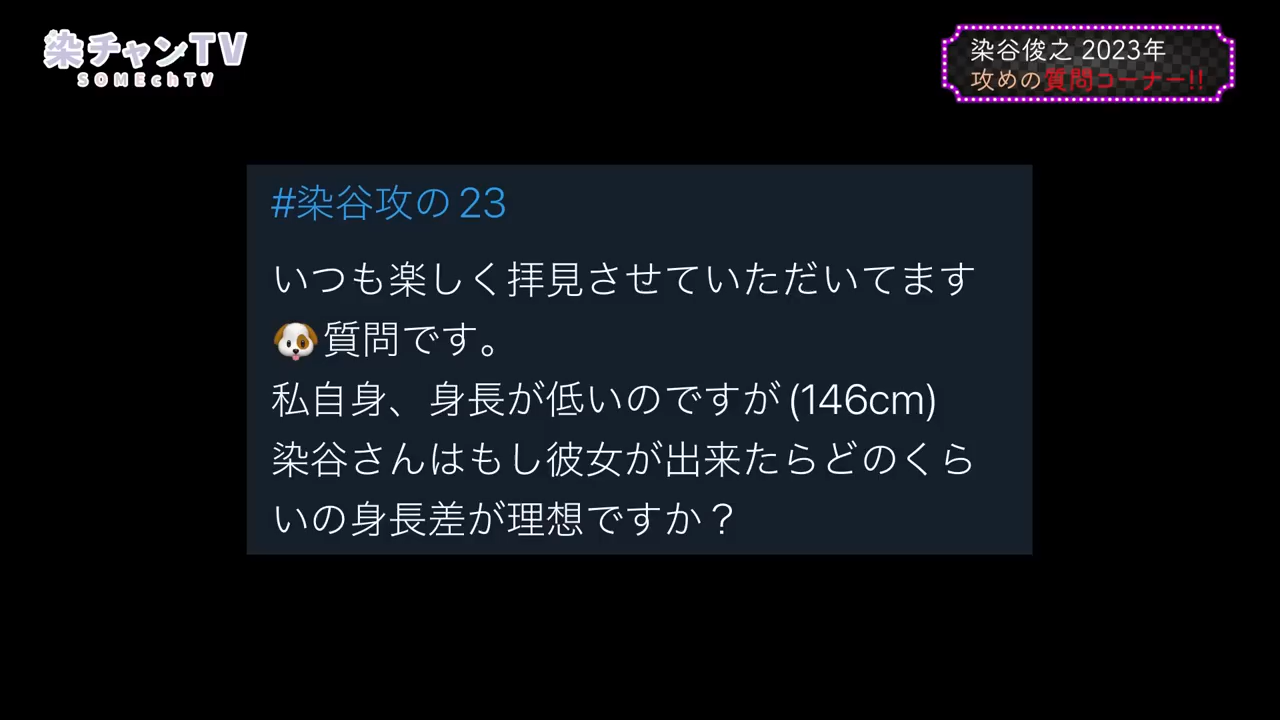 染チャンTV
SOMEchTV
染谷俊之 2023年
攻めの質問コーナー!!
#染谷攻の23
いつも楽しく拝見させていただいてます
🐶質問です。
私自身、身長が低いのですが(146cm)
染谷さんはもし彼女が出来たらどのくら
いの身長差が理想ですか？